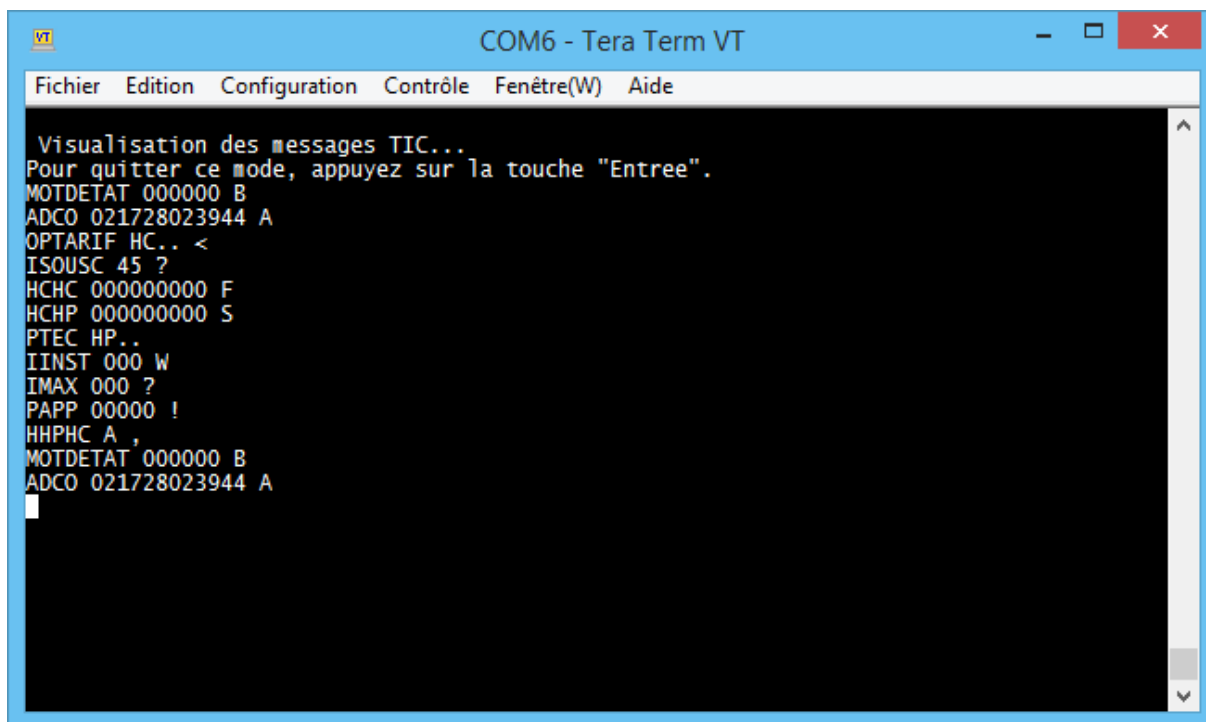 COM6 - Tera Term VT
Fichier Edition Configuration Contrôle Fenêtre(W) Aide
Visualisation des messages TIC...
Pour quitter ce mode, appuyez sur la touche "Entree".
MOTDETAT 000000 B
ADCO 021728023944 A
OPTARIF HC.. <
ISOUSC 45 ?
HCHC 000000000 F
HCHP 000000000 S
PTEC HP..
IINST 000 W
IMAX 000 ?
PAPP 00000 !
HHPHC A ,
MOTDETAT 000000 B
ADCO 021728023944 A